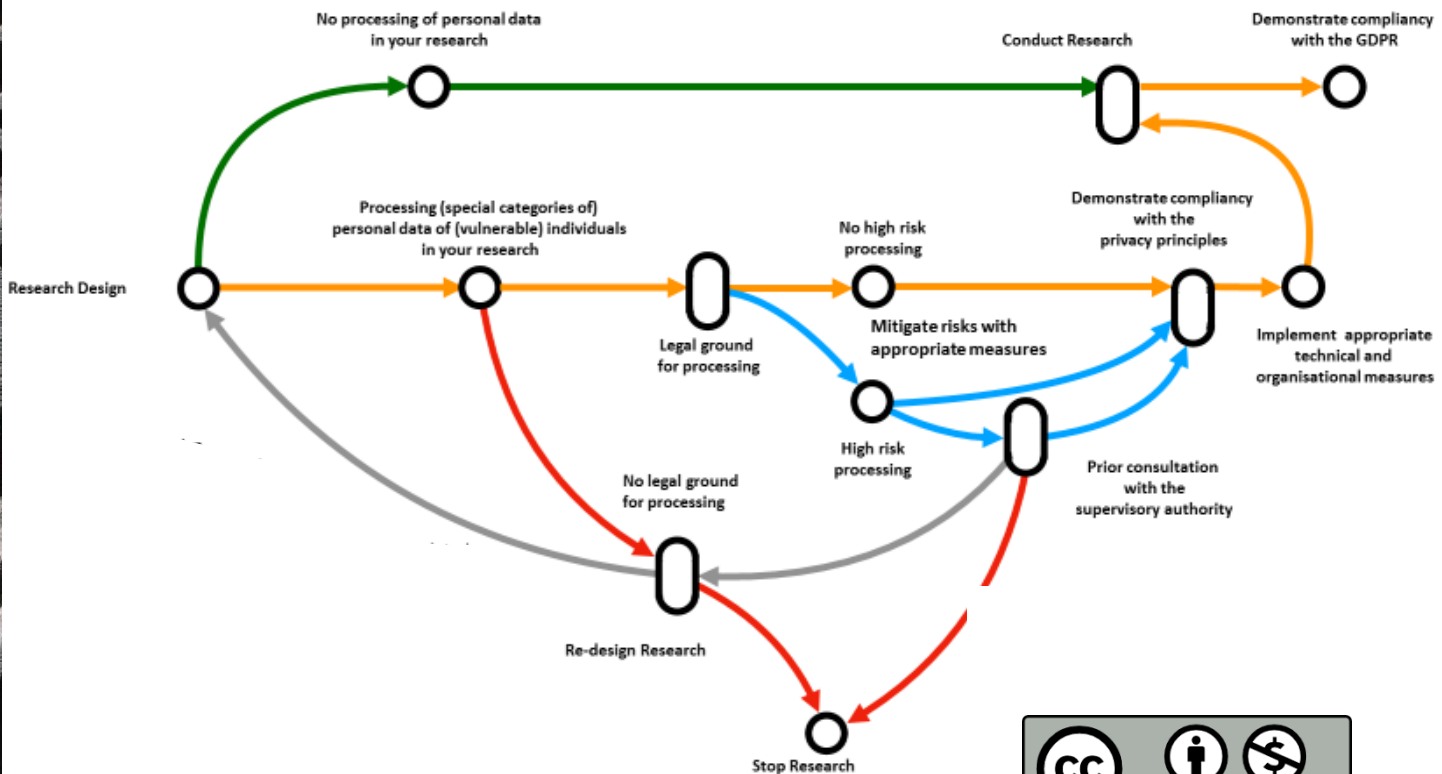 No processing of personal data
in your research
Conduct Research
Demonstrate compliancy
with the GDPR
Processing (special categories of)
personal data of (vulnerable) individuals
in your research
No high risk
processing
Demonstrate compliancy
with the
privacy principles
Research Design
Legal ground
for processing
Mitigate risks with
appropriate measures
Implement appropriate
technical and
organisational measures
High risk
processing
Prior consultation
with the
supervisory authority
No legal ground
for processing
Re-design Research
Stop Research
cc
$